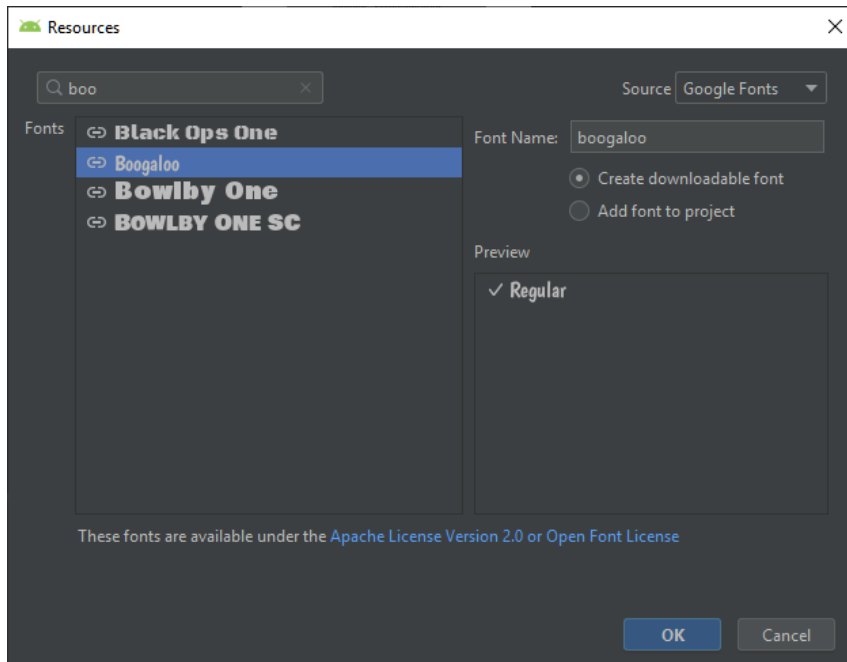 Resources
boo
Source Google Fonts
Fonts
Black Ops One
Boogaloo
Bowlby One
BOWLBY ONE SC
Font Name: boogaloo
Create downloadable font
Add font to project
Preview
Regular
These fonts are available under the Apache License Version 2.0 or Open Font License
OK
Cancel